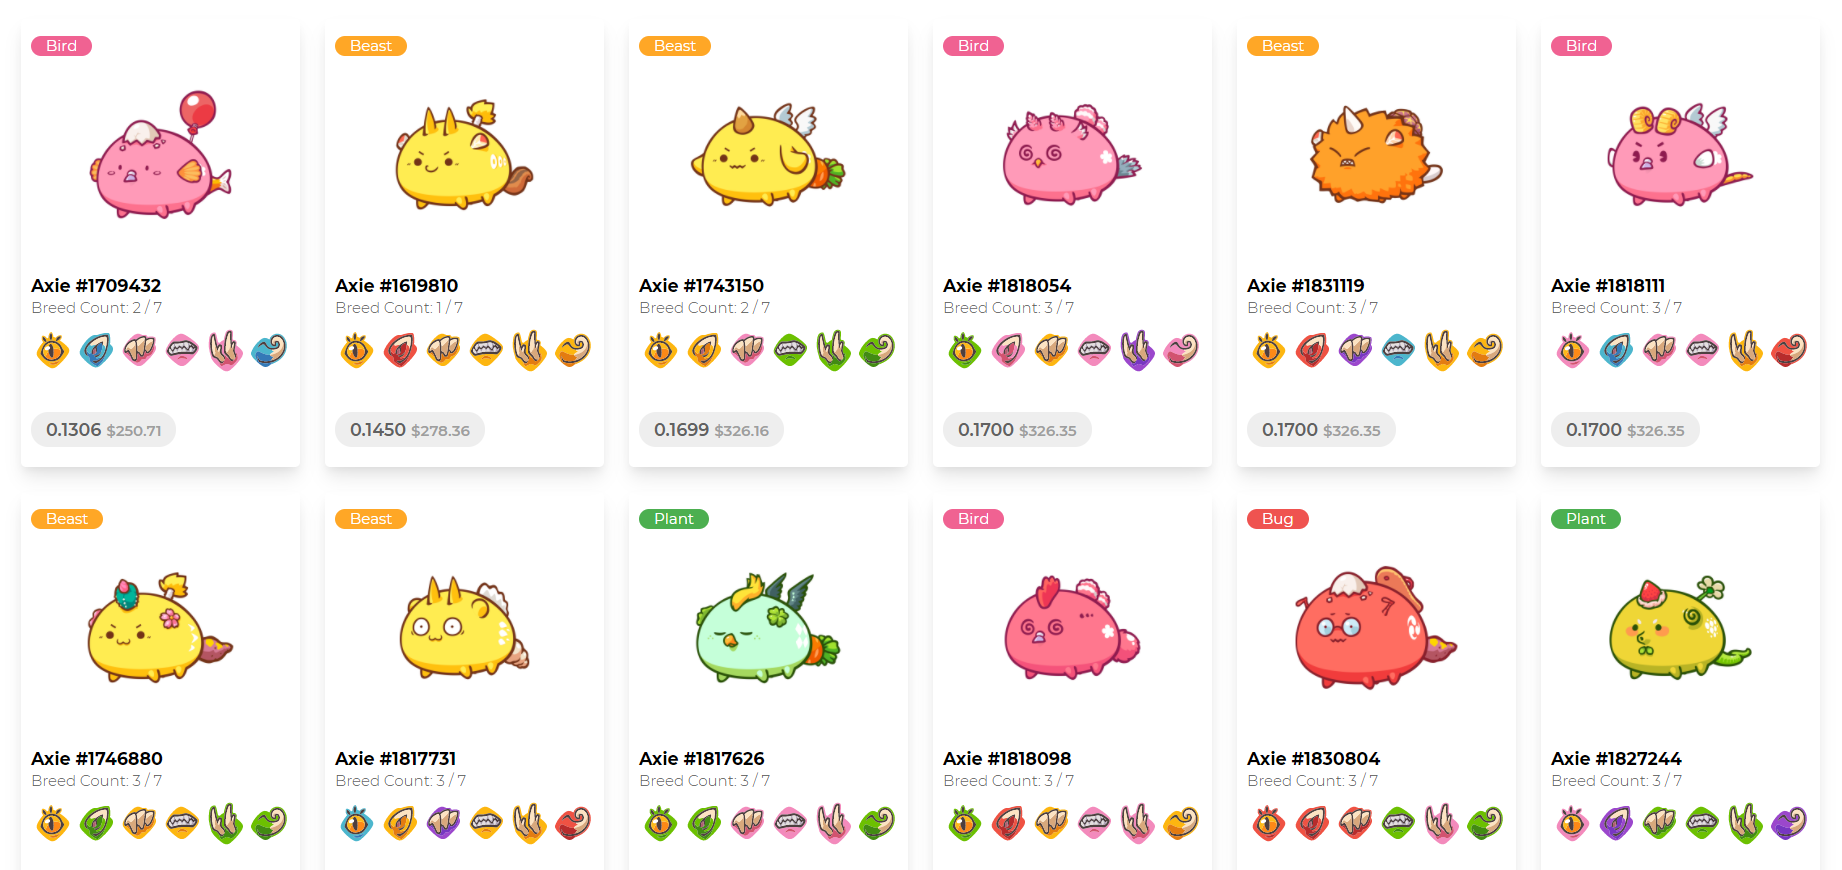 Bird
Beast
Beast
Bird
Beast
Bird
Axie #1709432
Breed Count: 2 / 7
Axie #1619810
Breed Count: 1 / 7
Axie #1743150
Breed Count: 2 / 7
Axie #1818054
Breed Count: 3 / 7
Axie #1831119
Breed Count: 3 / 7
Axie #1818111
Breed Count: 3 / 7
0.1306 $250.71
0.1450 $278.36
0.1699 $326.16
0.1700 $326.35
0.1700 $326.35
0.1700 $326.35
Beast
Beast
Plant
Bird
Bug
Plant
Axie #1746880
Breed Count: 3 / 7
Axie #1817731
Breed Count: 3 / 7
Axie #1817626
Breed Count: 3 / 7
Axie #1818098
Breed Count: 3 / 7
Axie #1830804
Breed Count: 3 / 7
Axie #1827244
Breed Count: 3 / 7